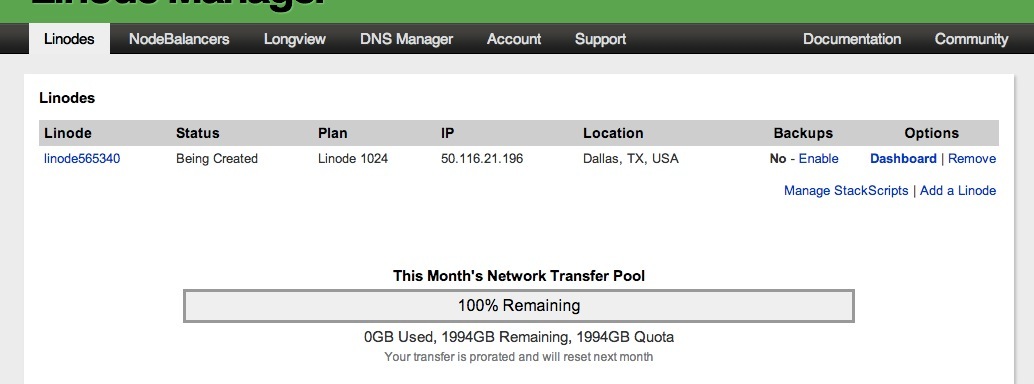 Linode Manager
Linodes NodeBalancers Longview DNS Manager Account Support Documentation Community
Linodes
Linode Status Plan IP Location Backups Options
linode565340 Being Created Linode 1024 50.116.21.196 Dallas, TX, USA No - Enable Dashboard | Remove
Manage StackScripts | Add a Linode
This Month's Network Transfer Pool
100% Remaining
0GB Used, 1994GB Remaining, 1994GB Quota
Your transfer is prorated and will reset next month